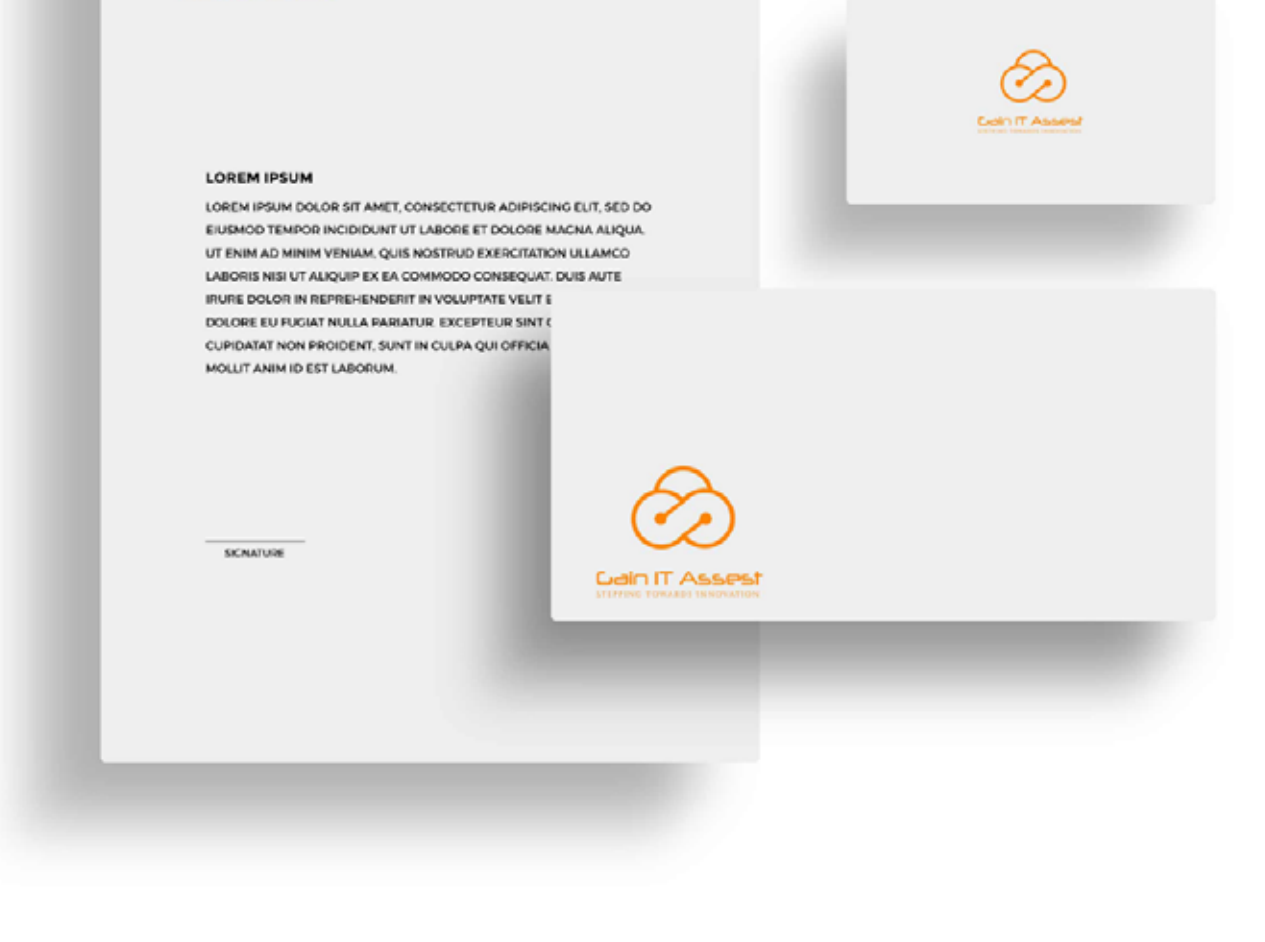 LOREM IPSUM
LOREM IPSUM DOLOR SIT AMET, CONSECTETUR ADIPISCING ELIT, SED DO
EIUSMOD TEMPOR INCIDIDUNT UT LABORE ET DOLORE MAGNA ALIQUA.
UT ENIM AD MINIM VENIAM, QUIS NOSTRUD EXERCITATION ULLAMCO
LABORIS NISI UT ALIQUIP EX EA COMMODO CONSEQUAT. DUIS AUTE
IRURE DOLOR IN REPREHENDERIT IN VOLUPTATE VELIT
DOLORE EU FUGIAT NULLA PARIATUR. EXCEPTEUR SINT
CUPIDATAT NON PROIDENT, SUNT IN CULPA QUI OFFICIA
MOLLIT ANIM ID EST LABORUM.
SIGNATURE
Gain IT Assest
STEPPING TOWARDS INNOVATION
Gain IT Assest
STEPPING TOWARDS INNOVATION